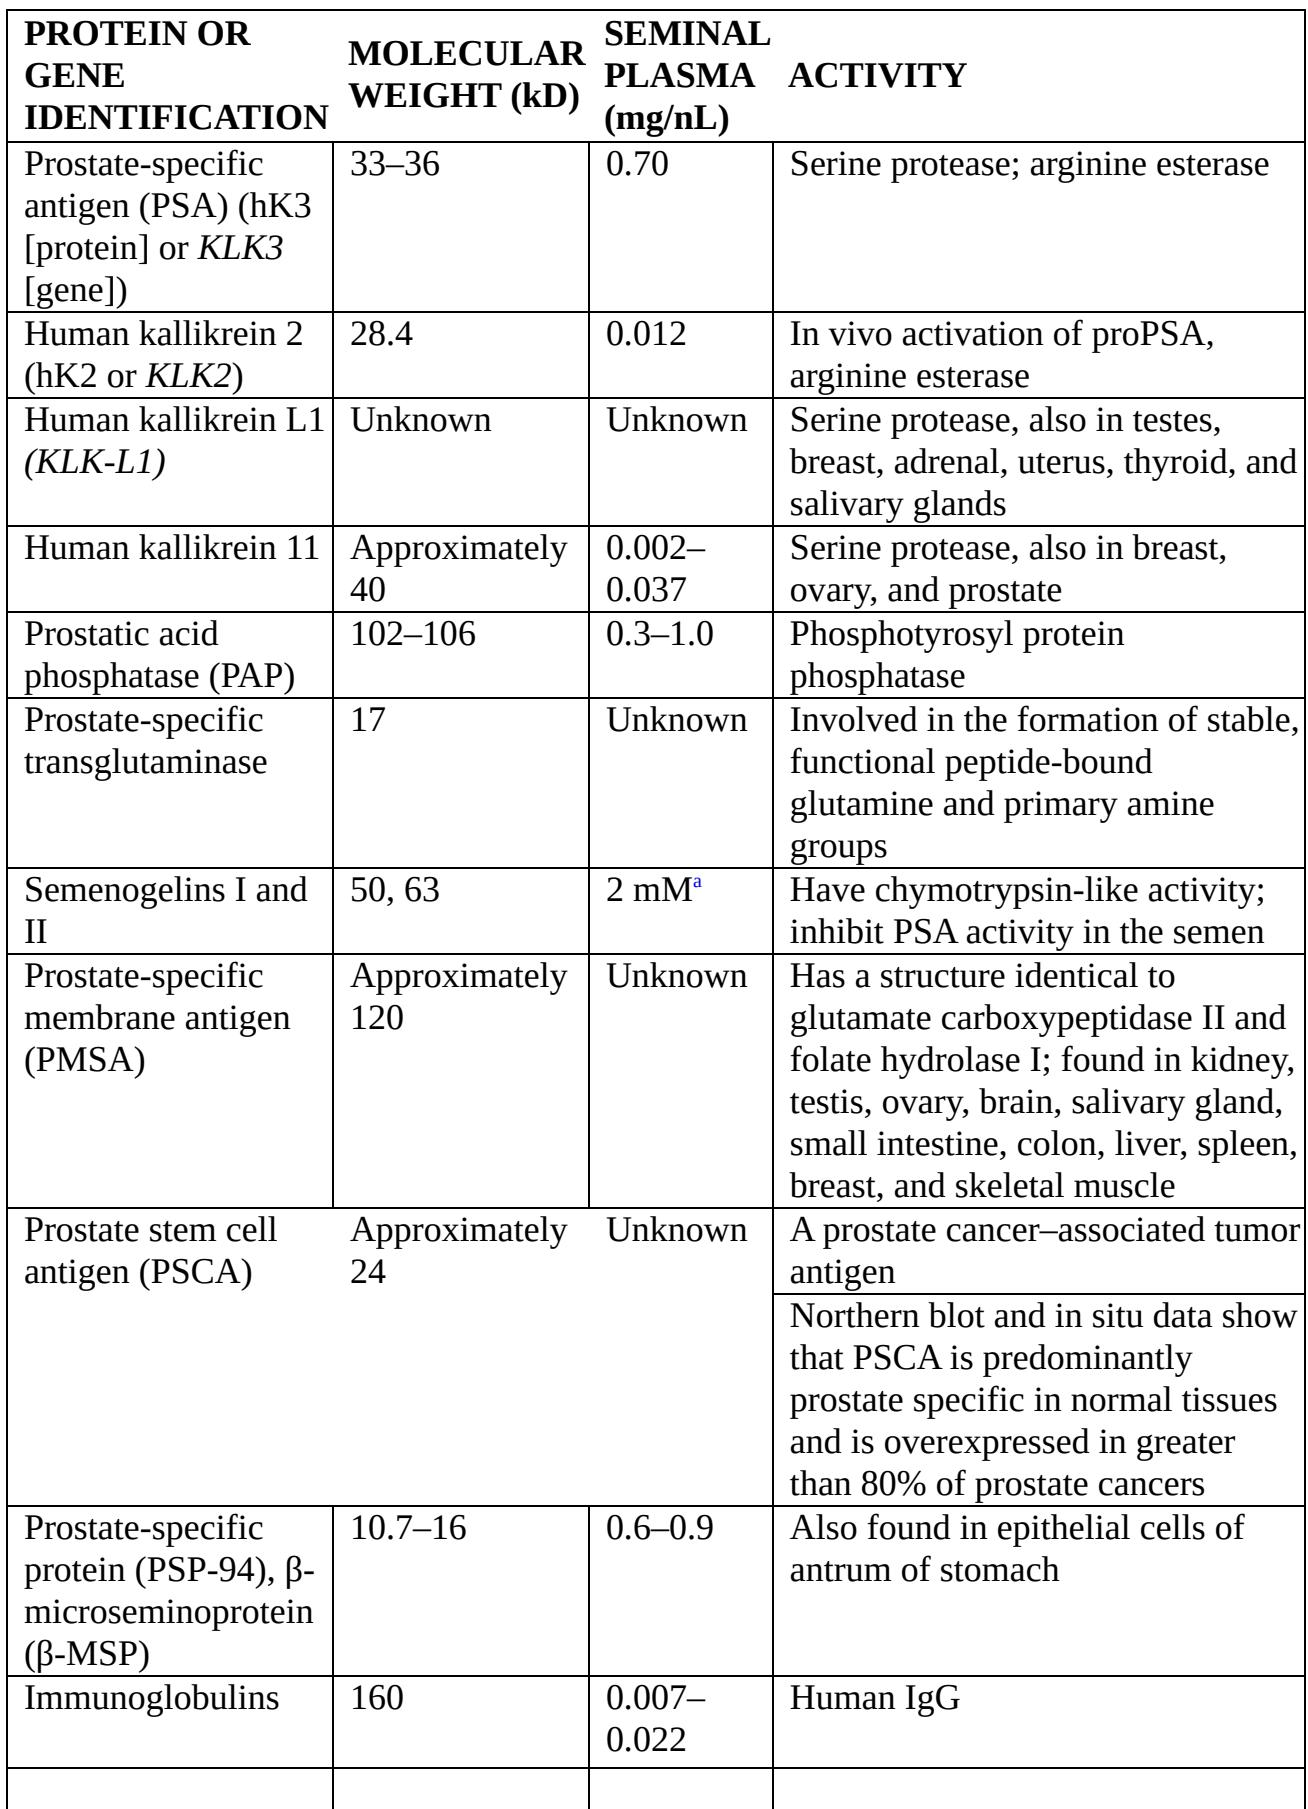 PROTEIN OR
GENE
IDENTIFICATION
MOLECULAR
WEIGHT (kD)
SEMINAL
PLASMA
(mg/nL)
ACTIVITY
Prostate-specific
antigen (PSA) (hK3
[protein] or KLK3
[gene])
33–36
0.70
Serine protease; arginine esterase
Human kallikrein 2
(hK2 or KLK2)
28.4
0.012
In vivo activation of proPSA,
arginine esterase
Human kallikrein L1
(KLK-L1)
Unknown
Unknown
Serine protease, also in testes,
breast, adrenal, uterus, thyroid, and
salivary glands
Human kallikrein 11
Approximately
40
0.002–
0.037
Serine protease, also in breast,
ovary, and prostate
Prostatic acid
phosphatase (PAP)
102–106
0.3–1.0
Phosphotyrosyl protein
phosphatase
Prostate-specific
transglutaminase
17
Unknown
Involved in the formation of stable,
functional peptide-bound
glutamine and primary amine
groups
Semenogelins I and
II
50, 63
2 mMa
Have chymotrypsin-like activity;
inhibit PSA activity in the semen
Prostate-specific
membrane antigen
(PMSA)
Approximately
120
Unknown
Has a structure identical to
glutamate carboxypeptidase II and
folate hydrolase I; found in kidney,
testis, ovary, brain, salivary gland,
small intestine, colon, liver, spleen,
breast, and skeletal muscle
Prostate stem cell
antigen (PSCA)
Approximately
24
Unknown
A prostate cancer–associated tumor
antigen
Northern blot and in situ data show
that PSCA is predominantly
prostate specific in normal tissues
and is overexpressed in greater
than 80% of prostate cancers
Prostate-specific
protein (PSP-94), β-
microseminoprotein
(β-MSP)
10.7–16
0.6–0.9
Also found in epithelial cells of
antrum of stomach
Immunoglobulins
160
0.007–
0.022
Human IgG